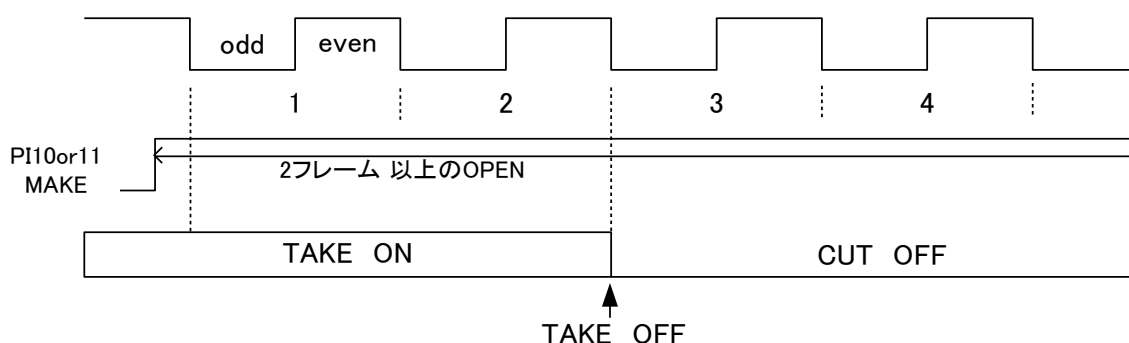 odd even
1 2 3 4
PI10or11
MAKE
2フレーム 以上のOPEN
TAKE ON CUT OFF
TAKE OFF